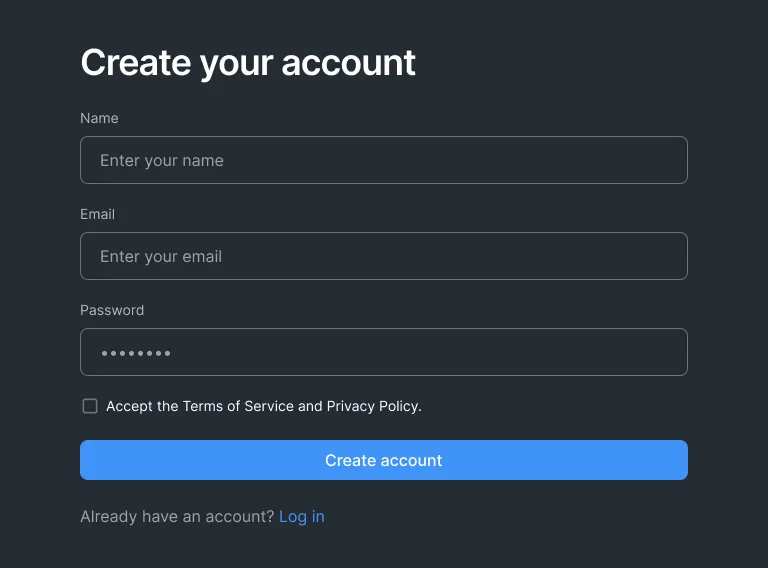 Create your account
Name
Enter your name
Email
Enter your email
Password
••••••••
Accept the Terms of Service and Privacy Policy.
Create account
Already have an account? Log in